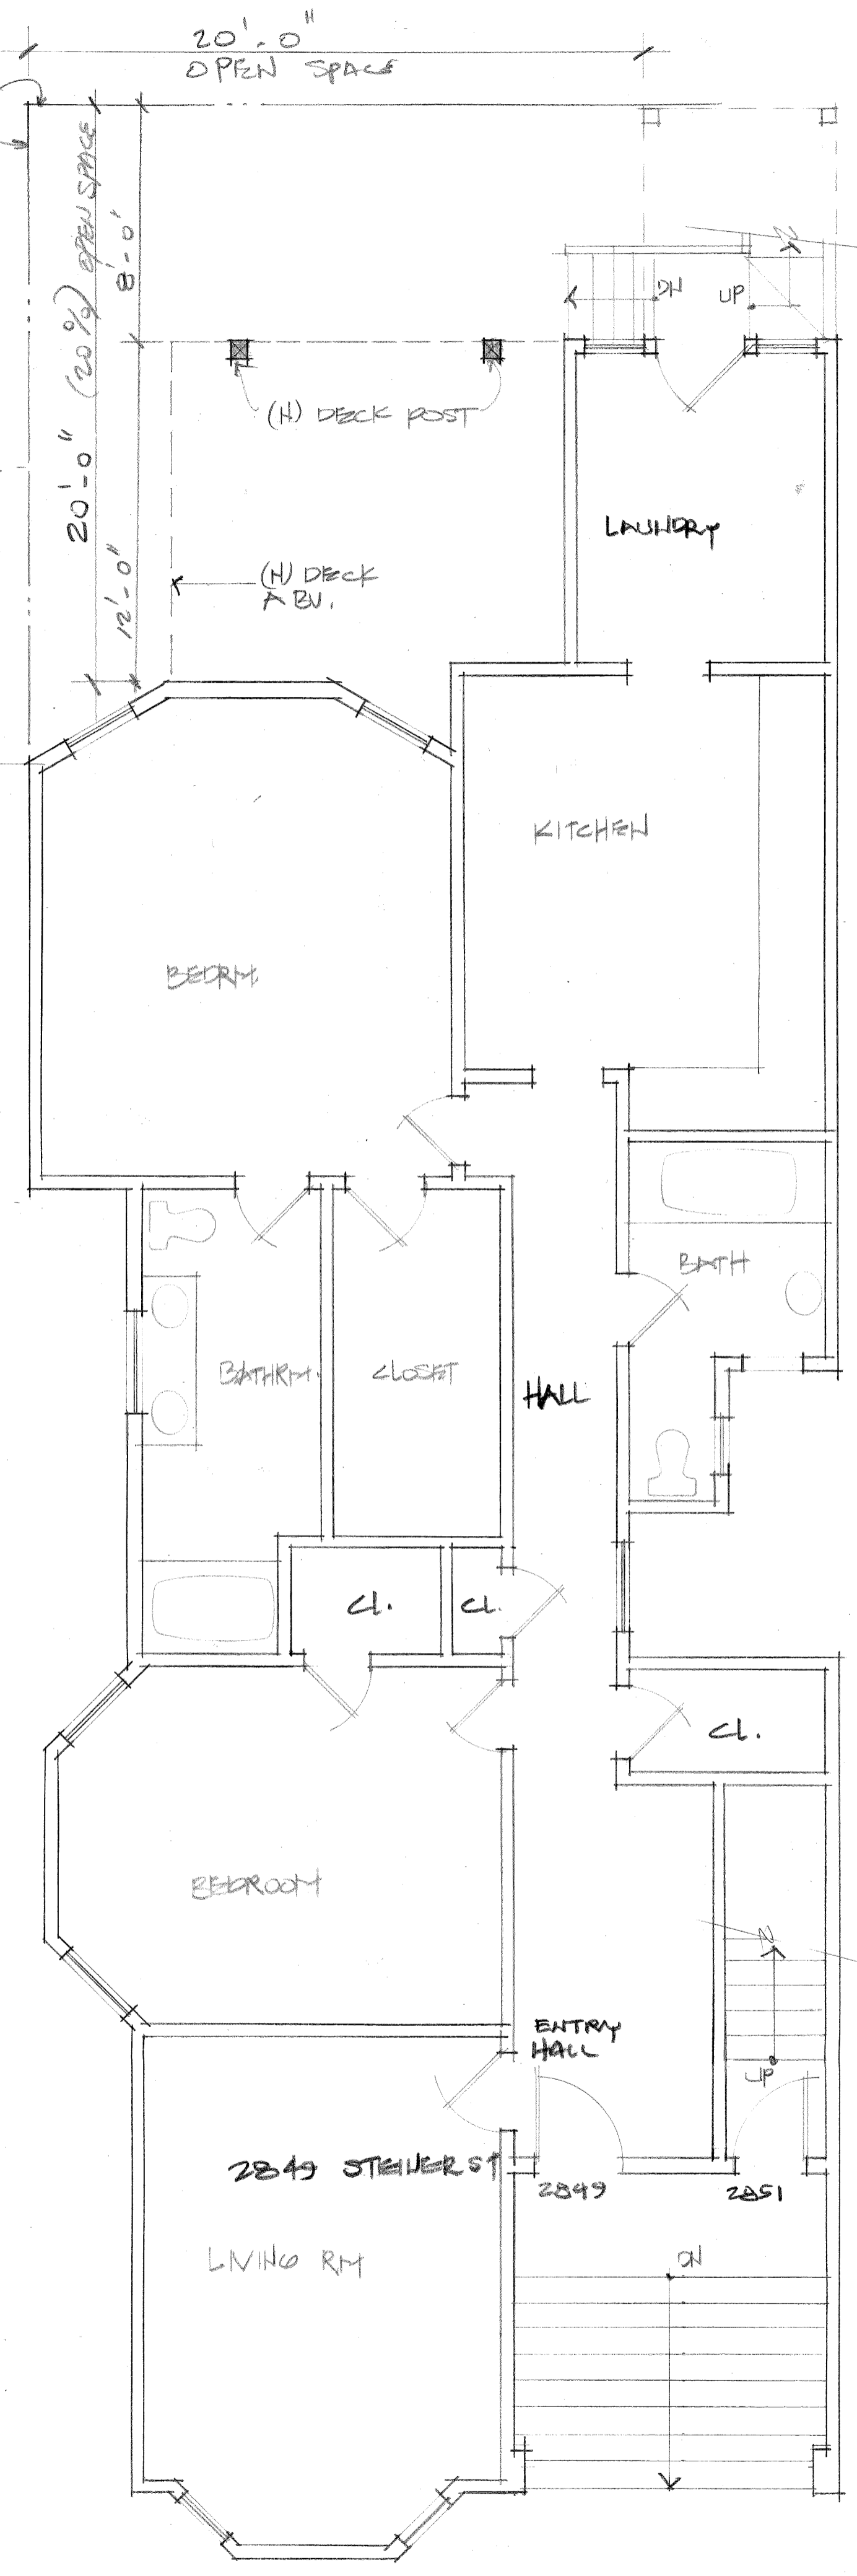 20'-0"
OPEN SPACE
20'-0" (20%) OPEN SPACE
8'-0"
DN
UP
(N) DECK POST
LAUNDRY
12'-0"
(N) DECK
ABV.
KITCHEN
BEDRM.
BATH
BATHRM.
CLOSET
HALL
CL.
CL.
CL.
BEDROOM
ENTRY
HALL
UP
2849 STEINER ST
2849
2851
LIVING RM
DN